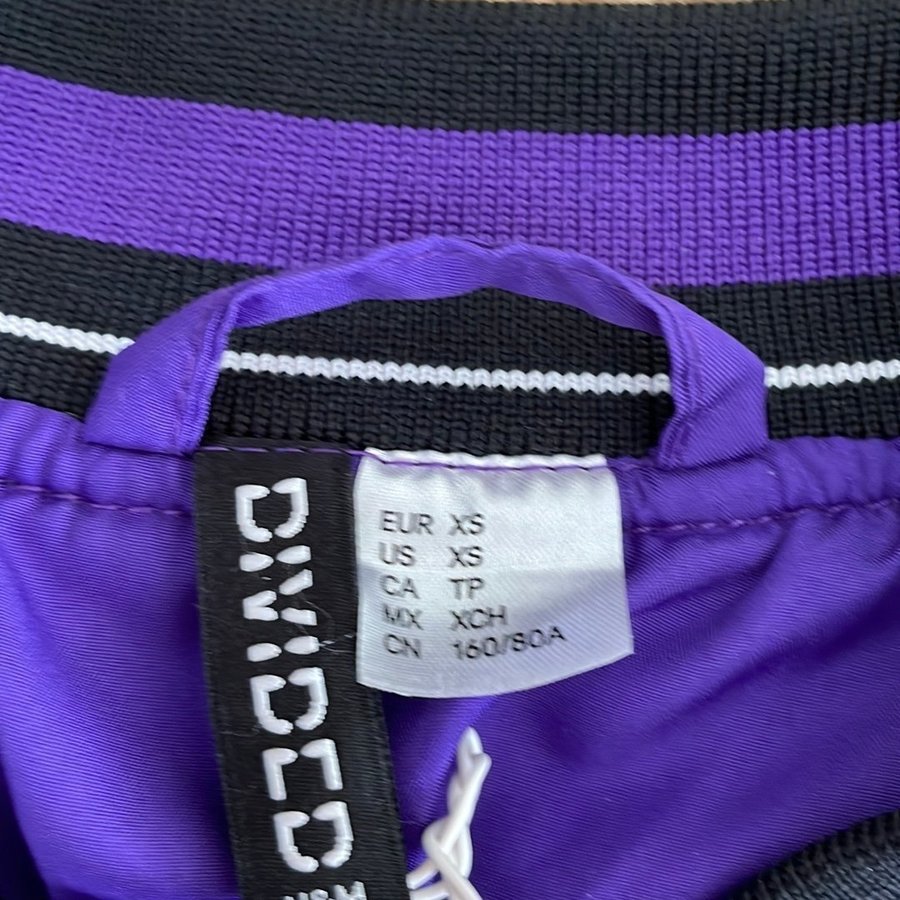 DIVIDED
EUR XS
US XS
CA TP
MX XCH
CN 160/80A